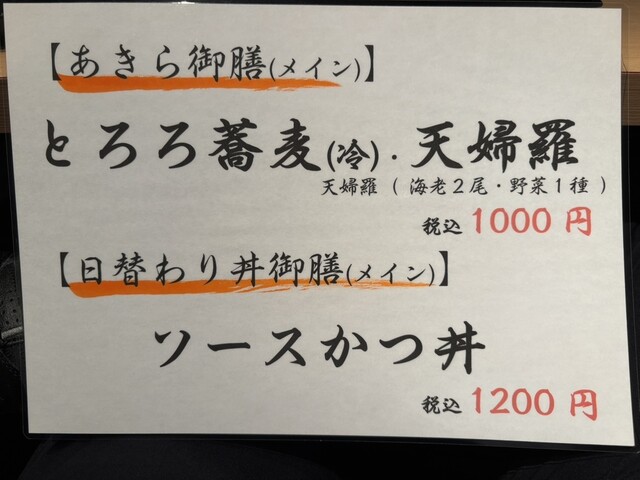 【あきら御膳(メイン)】
とろろ蕎麦(冷)・天婦羅
天婦羅（海老２尾・野菜１種）
税込 1000 円
【日替わり丼御膳(メイン)】
ソースかつ丼
税込 1200 円